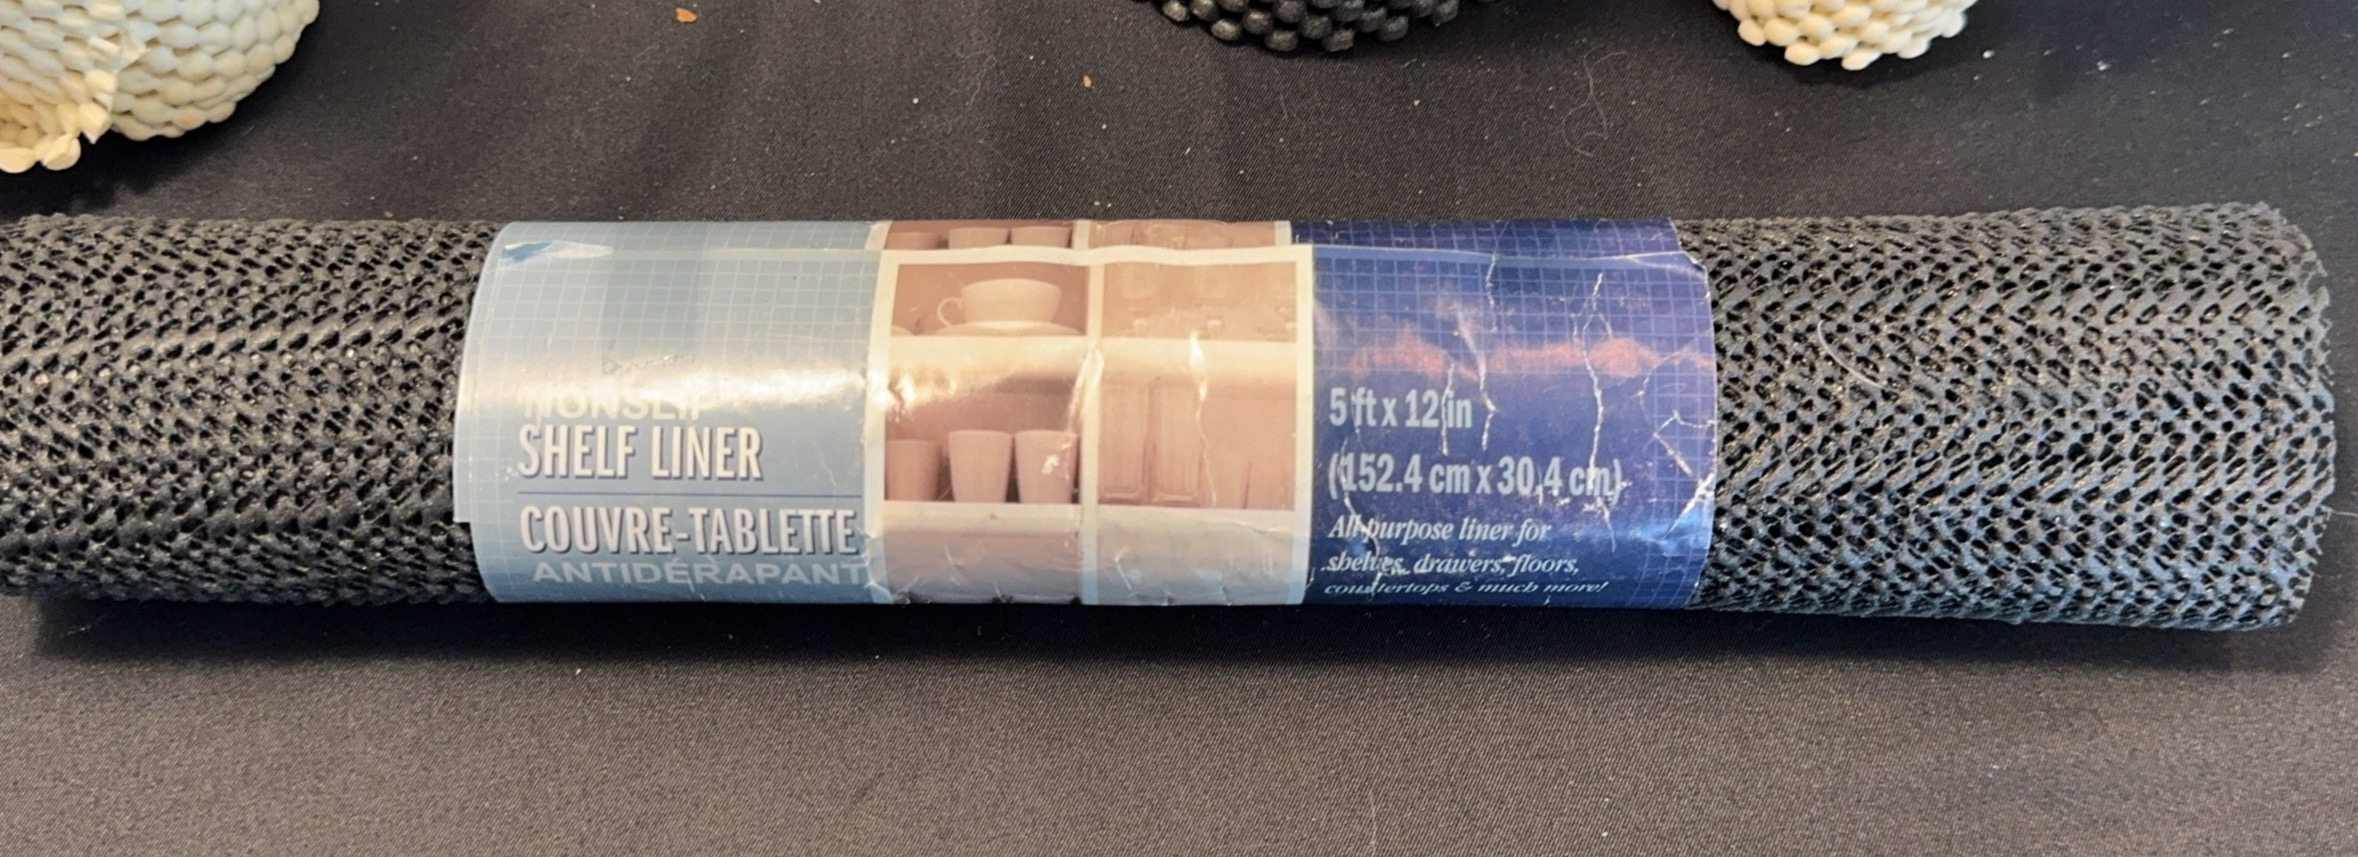 NONSLIP
SHELF LINER
COUVRE-TABLETTE
ANTIDÉRAPANT
5 ft x 12 in
(152.4 cm x 30.4 cm)
All-purpose liner for
shelves, drawers, floors,
countertops & much more!